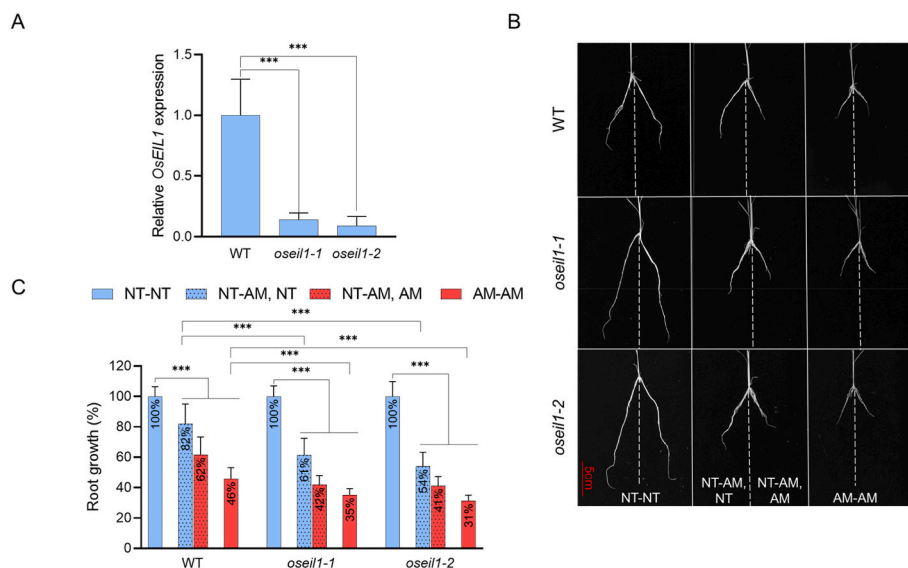 A
***
***
Relative OsEIL1 expression
1.5
1.0
0.5
0.0
WT
oseil1-1
oseil1-2
B
WT
oseil1-1
oseil1-2
5cm
NT-NT
NT-AM,
NT
NT-AM,
AM
AM-AM
C
NT-NT
NT-AM, NT
NT-AM, AM
AM-AM
***
***
***
***
***
***
***
Root growth (%)
120
100
80
60
40
20
0
100%
82%
62%
46%
100%
61%
42%
35%
100%
54%
41%
31%
WT
oseil1-1
oseil1-2